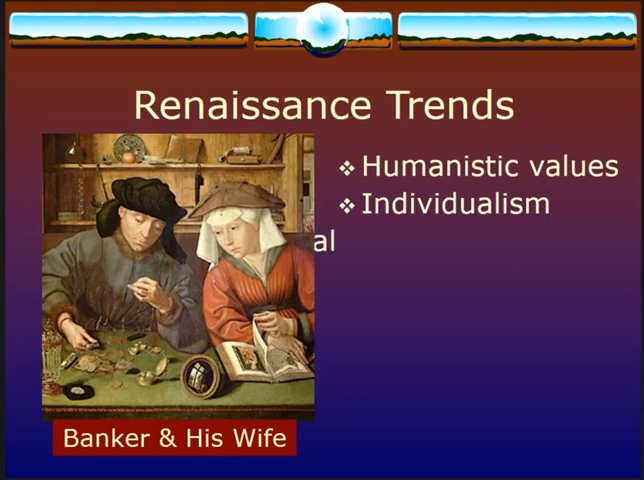 Renaissance Trends
Humanistic values
Individualism
al
Banker & His Wife